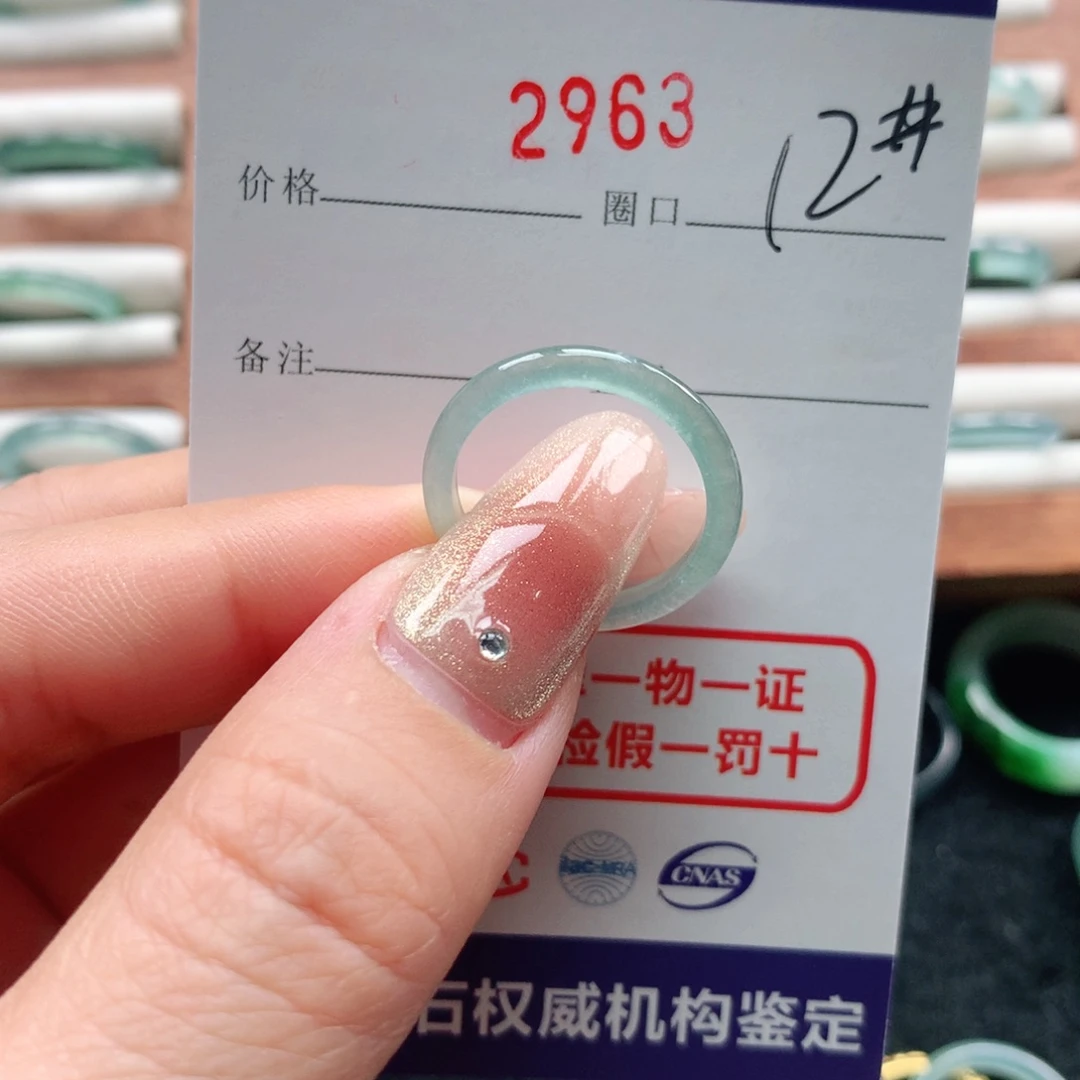 2963
价格 圈口 12#
备注
一物一证
假一罚十
CNAS
石权威机构鉴定